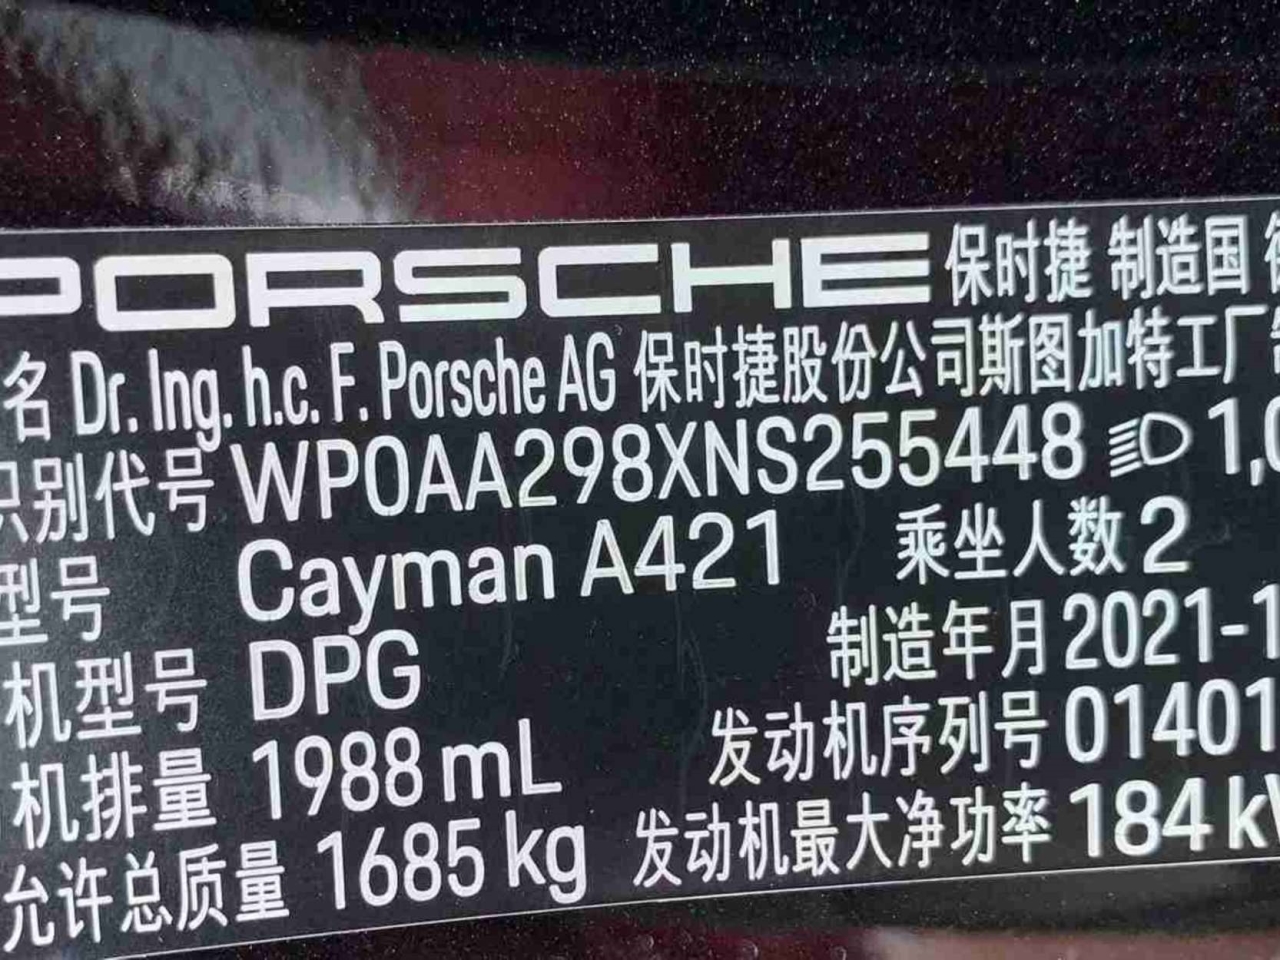 PORSCHE 保时捷 制造国
名 Dr. Ing. h.c. F. Porsche AG 保时捷股份公司斯图加特工厂
识别代号 WP0AA298XNS255448 1,0
型号 Cayman A421 乘坐人数 2
机型号 DPG 制造年月 2021-1
机排量 1988 mL 发动机序列号 01401
允许总质量 1685 kg 发动机最大净功率 184 kW